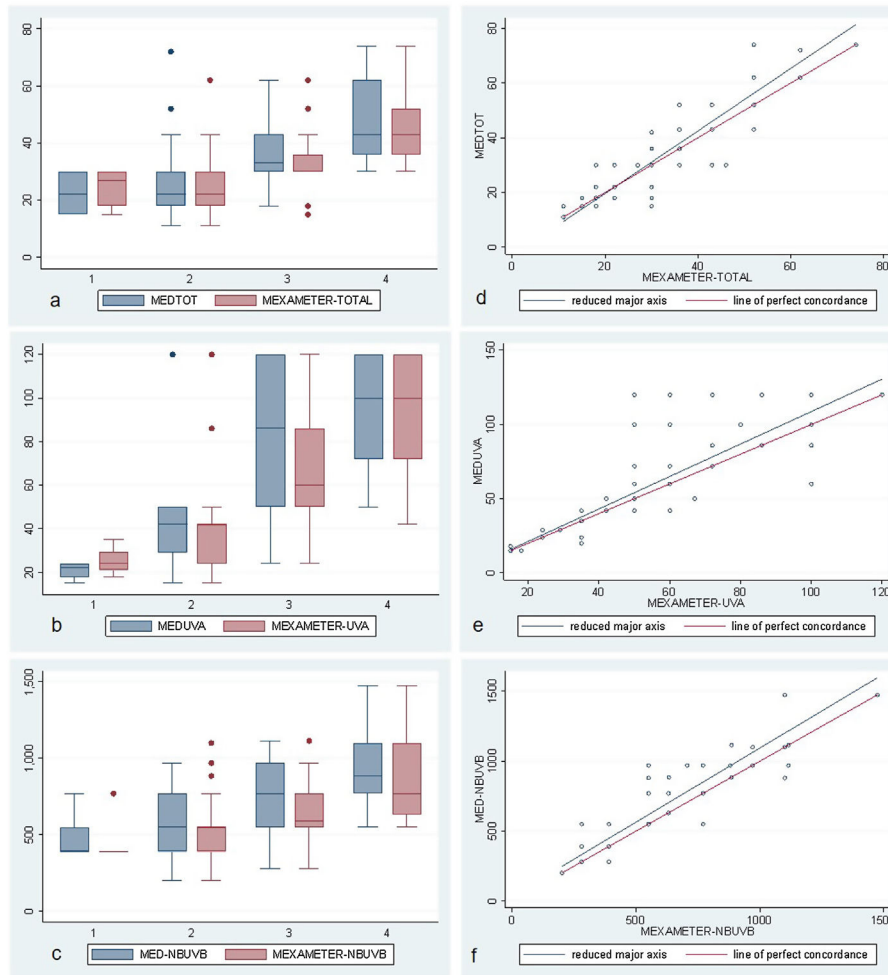 80
60
40
20
0
1 2 3 4
a
MEDTOT MEXAMETER-TOTAL
MEDTOT
80
60
40
20
0
0 20 40 60 80
MEXAMETER-TOTAL
d
reduced major axis line of perfect concordance
120
100
80
60
40
20
1 2 3 4
b
MEDUVA MEXAMETER-UVA
MEDUVA
150
100
50
0
20 40 60 80 100 120
MEXAMETER-UVA
e
reduced major axis line of perfect concordance
1,500
1,000
500
0
1 2 3 4
c
MED-NBUVB MEXAMETER-NBUVB
MED-NBUVB
1500
1000
500
0
0 500 1000 150
MEXAMETER-NBUVB
f
reduced major axis line of perfect concordance